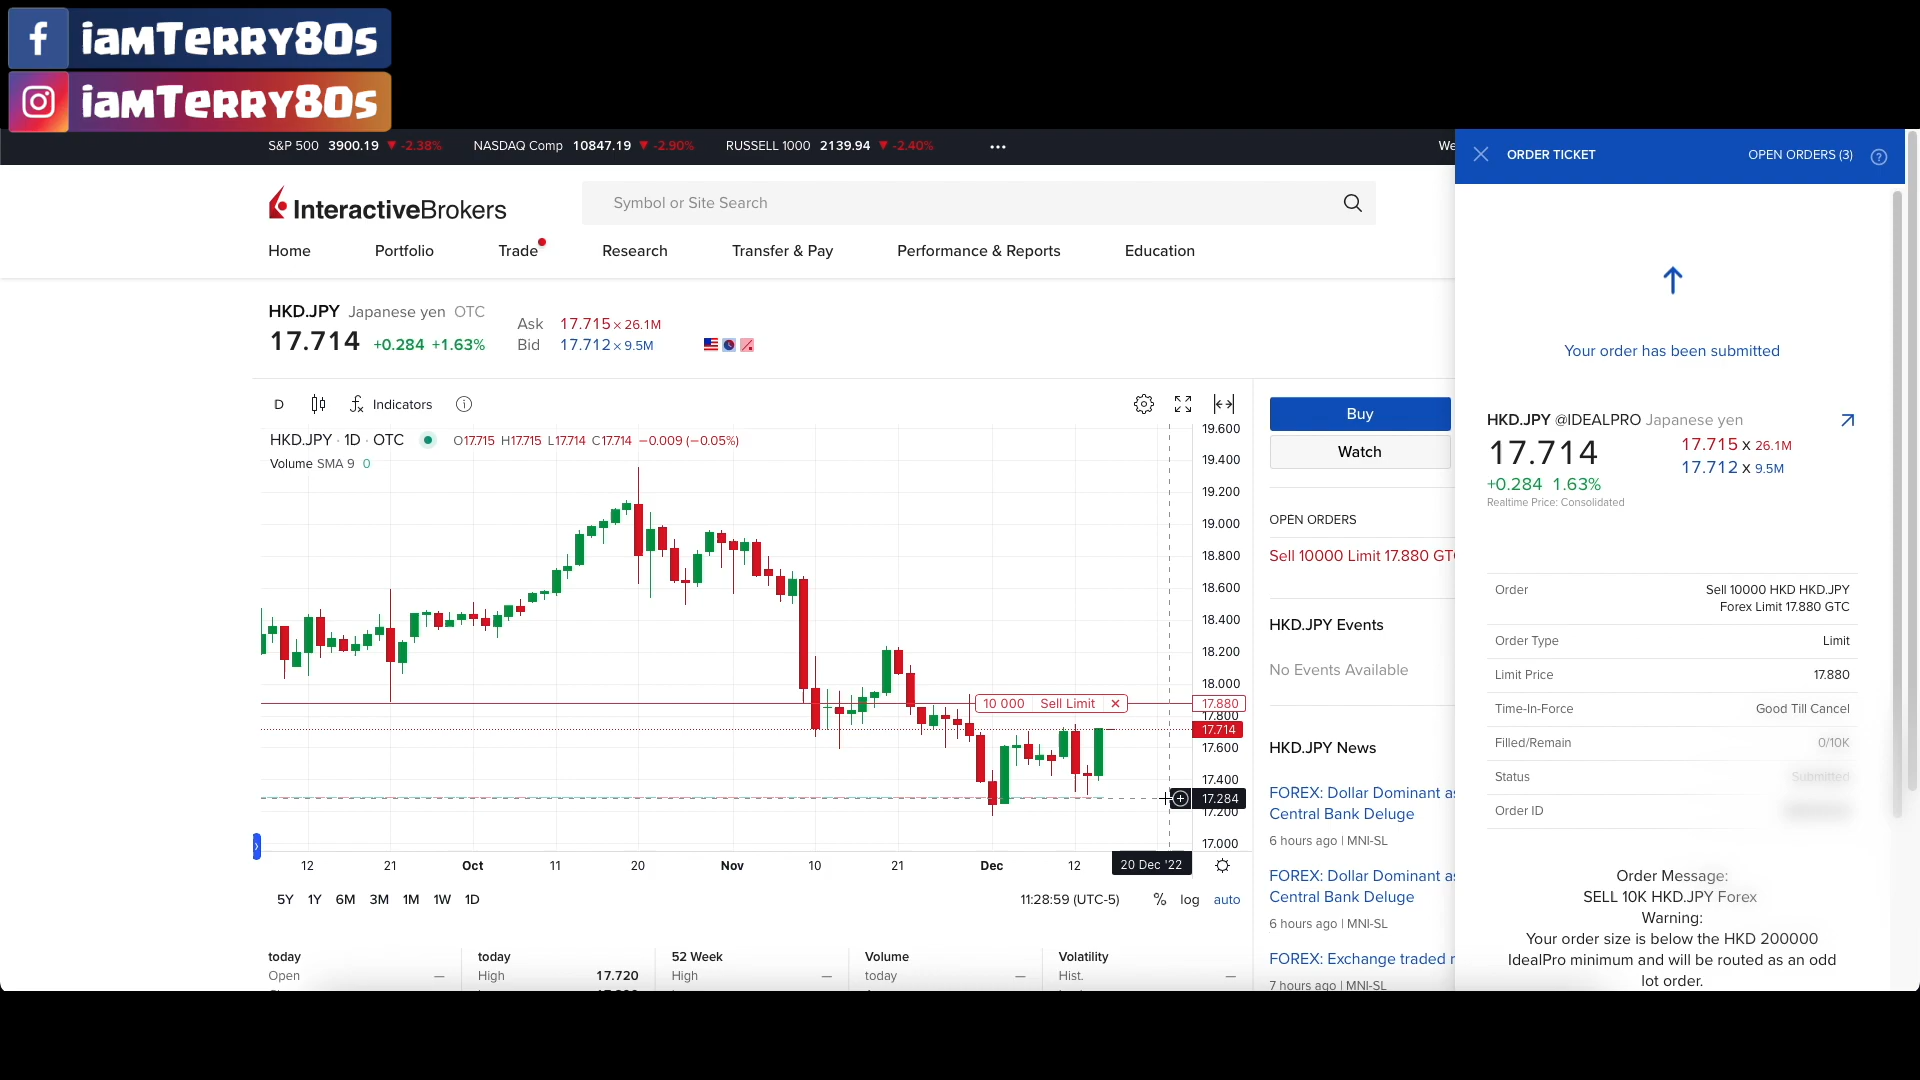 iamTerry80s
iamTerry80s
S&P 500 3900.19 ▼ -2.38% NASDAQ Comp 10847.19 ▼ -2.90% RUSSELL 1000 2139.94 ▼ -2.40% ••• We
ORDER TICKET OPEN ORDERS (3)
InteractiveBrokers
Symbol or Site Search
Home Portfolio Trade Research Transfer & Pay Performance & Reports Education
HKD.JPY Japanese yen OTC
17.714 +0.284 +1.63%
Ask 17.715 x 26.1M
Bid 17.712 x 9.5M
D Indicators
HKD.JPY · 1D · OTC O17.715 H17.715 L17.714 C17.714 −0.009 (−0.05%)
Volume SMA 9 0
19.600
19.400
19.200
19.000
18.800
18.600
18.400
18.200
18.000
10 000 Sell Limit ✕ 17.880
17.800
17.714
17.600
17.400
17.284
17.200
17.000
12 21 Oct 11 20 Nov 10 21 Dec 12 20 Dec '22
5Y 1Y 6M 3M 1M 1W 1D 11:28:59 (UTC-5) % log auto
today
Open —
today
High 17.720
52 Week
High —
Volume
today —
Volatility
Hist. —
Buy
Watch
OPEN ORDERS
Sell 10000 Limit 17.880 GTC
HKD.JPY Events
No Events Available
HKD.JPY News
FOREX: Dollar Dominant as
Central Bank Deluge
6 hours ago | MNI-SL
FOREX: Dollar Dominant as
Central Bank Deluge
6 hours ago | MNI-SL
FOREX: Exchange traded
7 hours ago | MNI-SL
Your order has been submitted
HKD.JPY @IDEALPRO Japanese yen
17.714 17.715 X 26.1M
17.712 X 9.5M
+0.284 1.63%
Realtime Price: Consolidated
Order Sell 10000 HKD HKD.JPY
Forex Limit 17.880 GTC
Order Type Limit
Limit Price 17.880
Time-In-Force Good Till Cancel
Filled/Remain 0/10K
Status Submitted
Order ID
Order Message:
SELL 10K HKD.JPY Forex
Warning:
Your order size is below the HKD 200000
IdealPro minimum and will be routed as an odd
lot order.